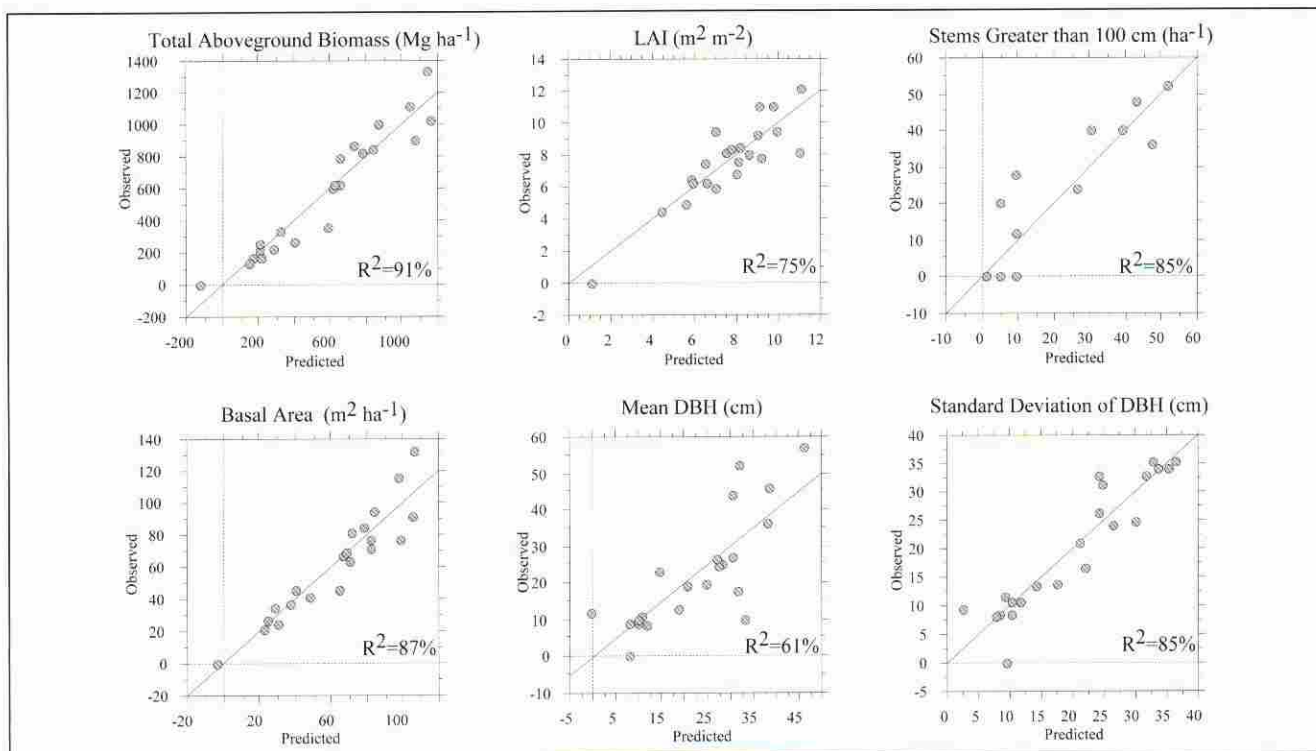 Total Aboveground Biomass (Mg ha-1)
1400
1200
1000
800
600
400
200
0
-200
Observed
R2=91%
-200 200 600 1000
Predicted
LAI (m2 m-2)
14
12
10
8
6
4
2
0
-2
Observed
R2=75%
0 2 4 6 8 10 12
Predicted
Stems Greater than 100 cm (ha-1)
60
50
40
30
20
10
0
-10
Observed
R2=85%
-10 0 10 20 30 40 50 60
Predicted
Basal Area (m2 ha-1)
140
120
100
80
60
40
20
0
-20
Observed
R2=87%
-20 20 60 100
Predicted
Mean DBH (cm)
60
50
40
30
20
10
0
-10
Observed
R2=61%
-5 5 15 25 35 45
Predicted
Standard Deviation of DBH (cm)
40
35
30
25
20
15
10
5
0
-5
Observed
R2=85%
0 5 10 15 20 25 30 35 40
Predicted